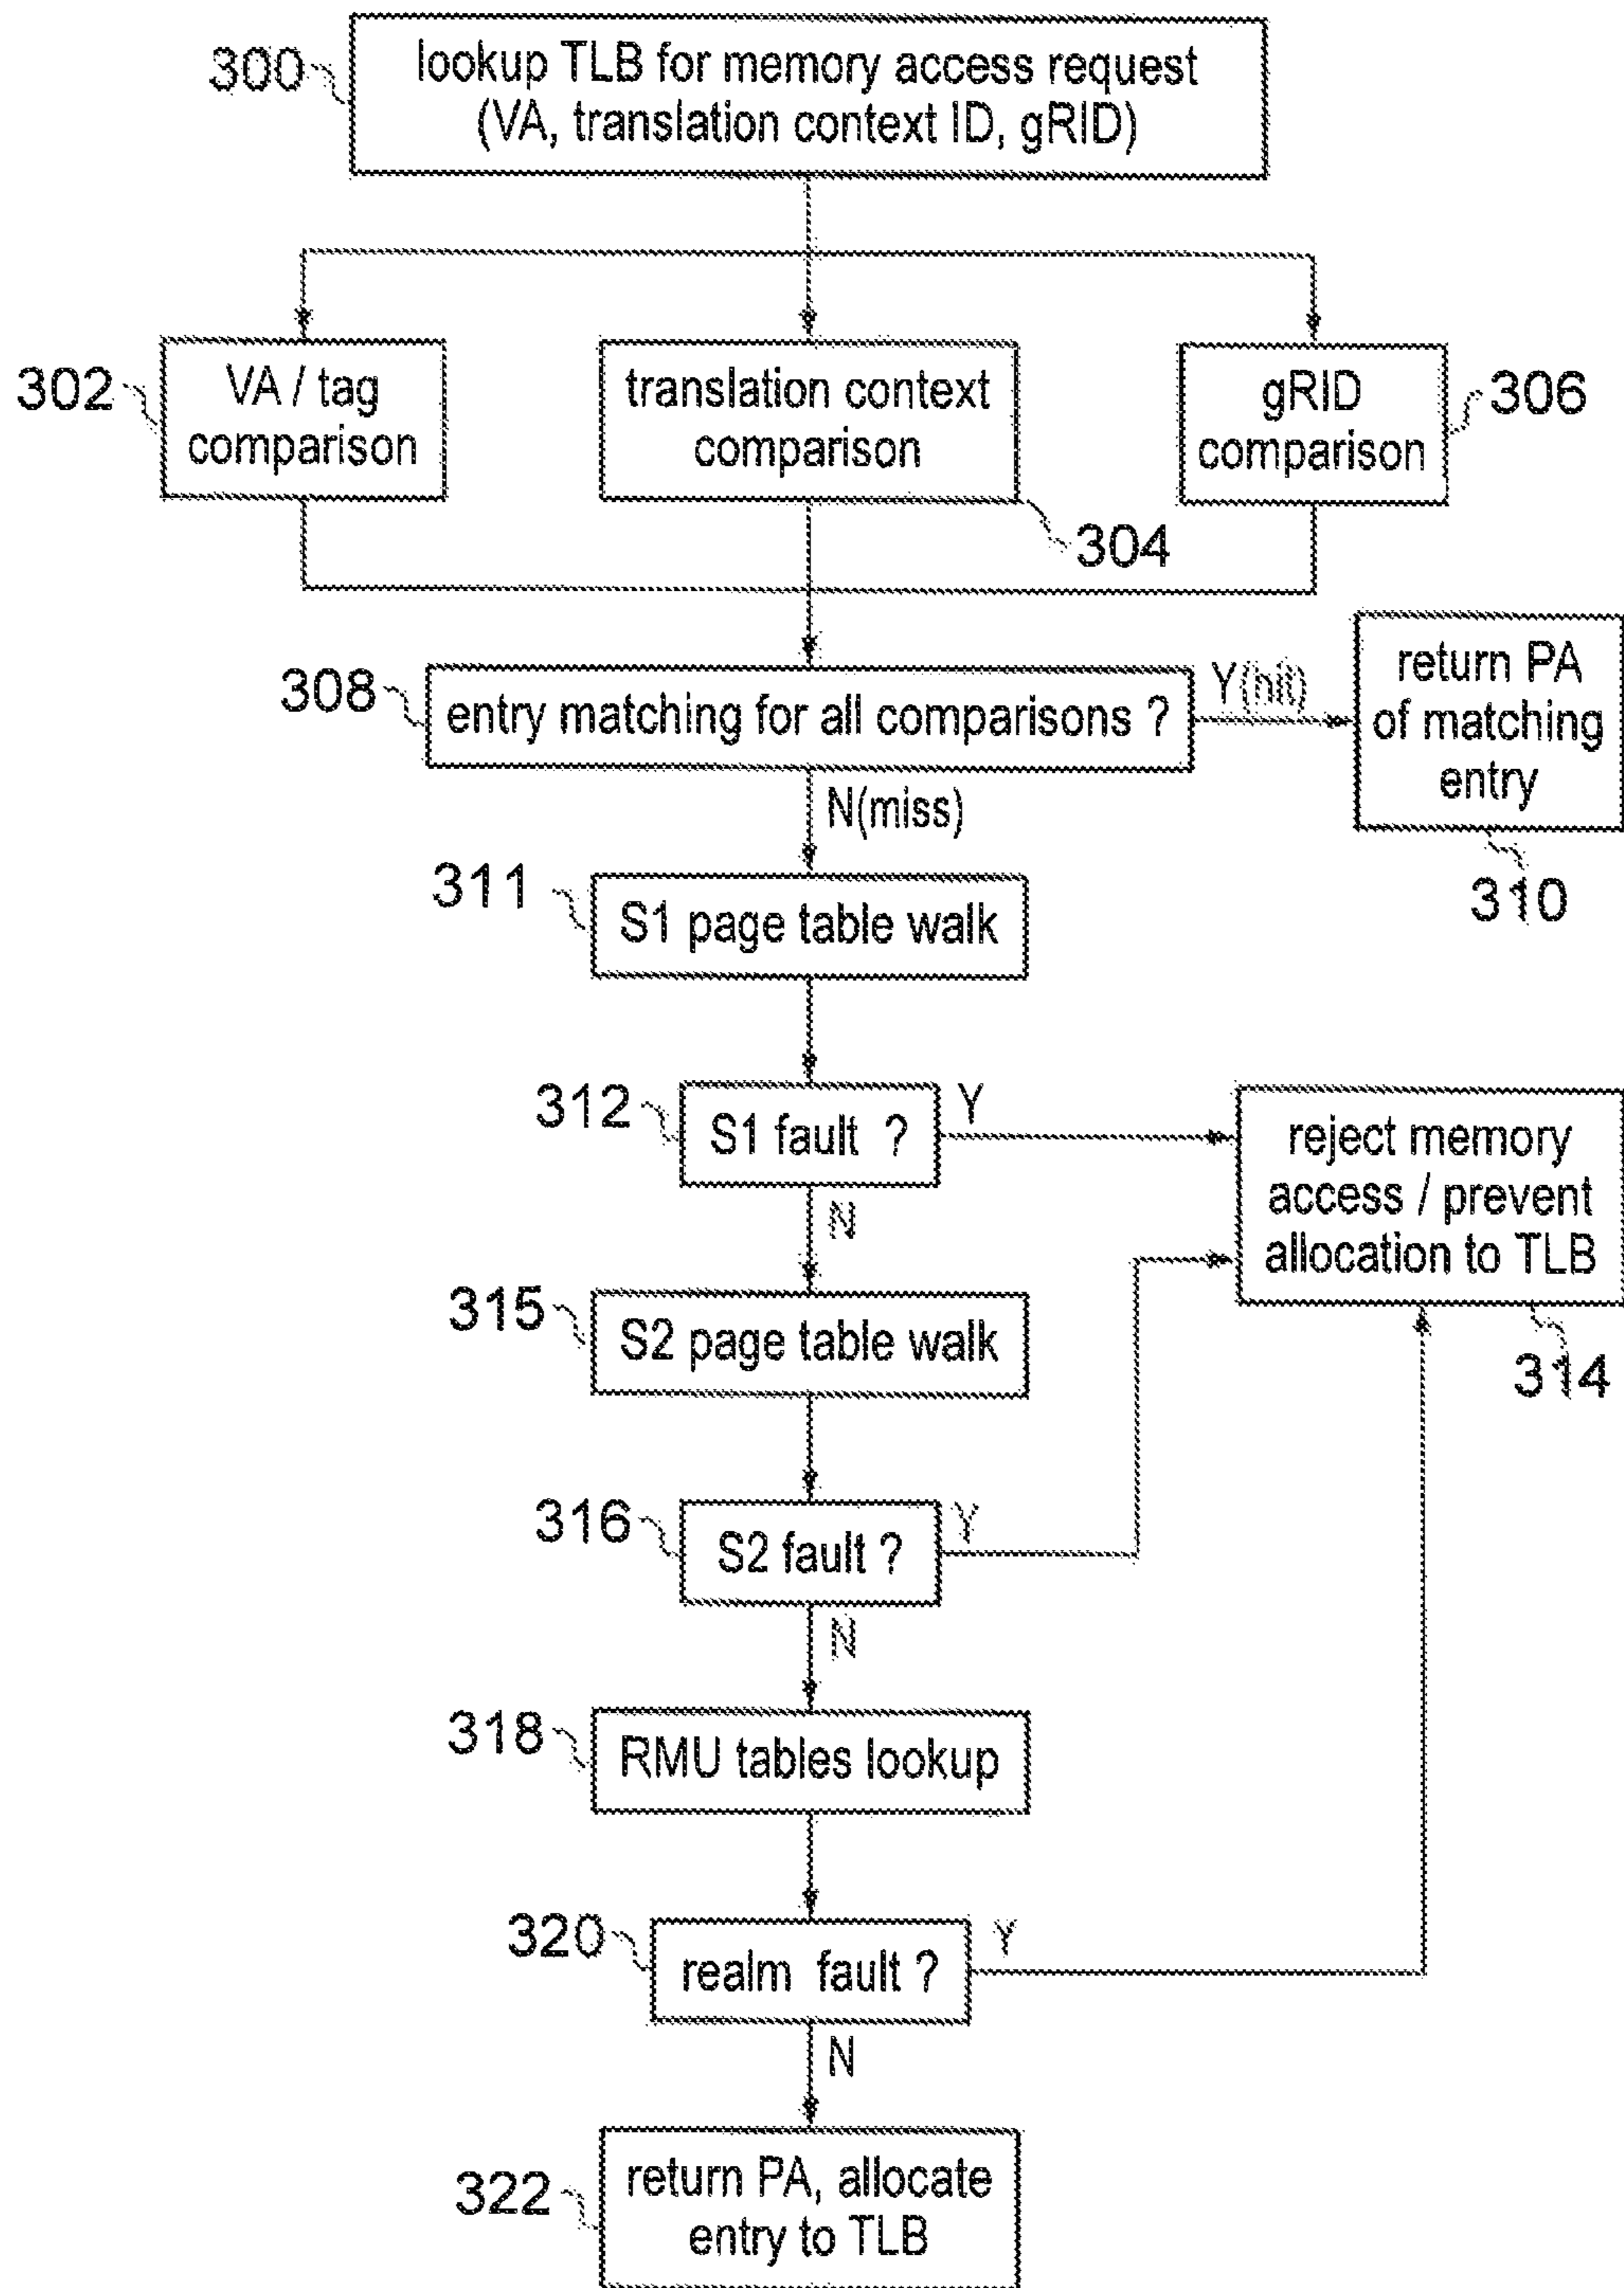 300
lookup TLB for memory access request
(VA, translation context ID, gRID)
302
VA / tag
comparison
translation context
comparison
304
gRID
comparison
306
308
entry matching for all comparisons ?
Y(hit)
return PA
of matching
entry
310
N(miss)
311
S1 page table walk
312
S1 fault ?
Y
N
reject memory
access / prevent
allocation to TLB
314
315
S2 page table walk
316
S2 fault ?
Y
N
318
RMU tables lookup
320
realm fault ?
Y
N
322
return PA, allocate
entry to TLB